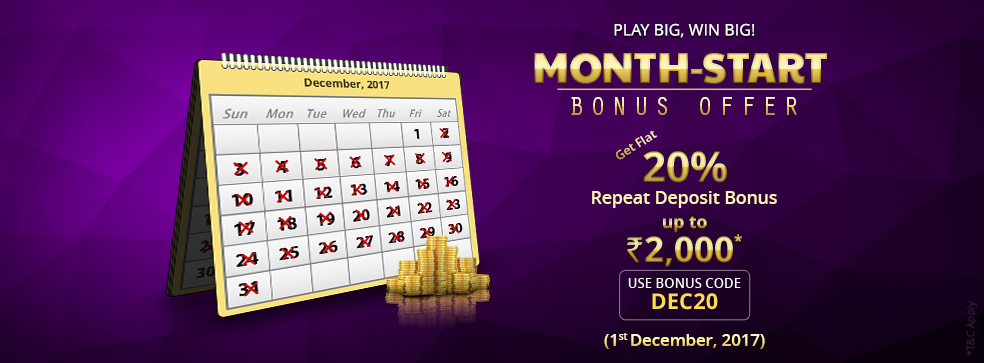 PLAY BIG, WIN BIG!
MONTH-START
BONUS OFFER
Get Flat
20%
Repeat Deposit Bonus
up to
₹2,000*
USE BONUS CODE
DEC20
(1st December, 2017)
*T&C Apply
December, 2017
Sun Mon Tue Wed Thu Fri Sat
1 2
3 4 5 6 7 8 9
10 11 12 13 14 15 16
17 18 19 20 21 22 23
24 25 26 27 28 29 30
31